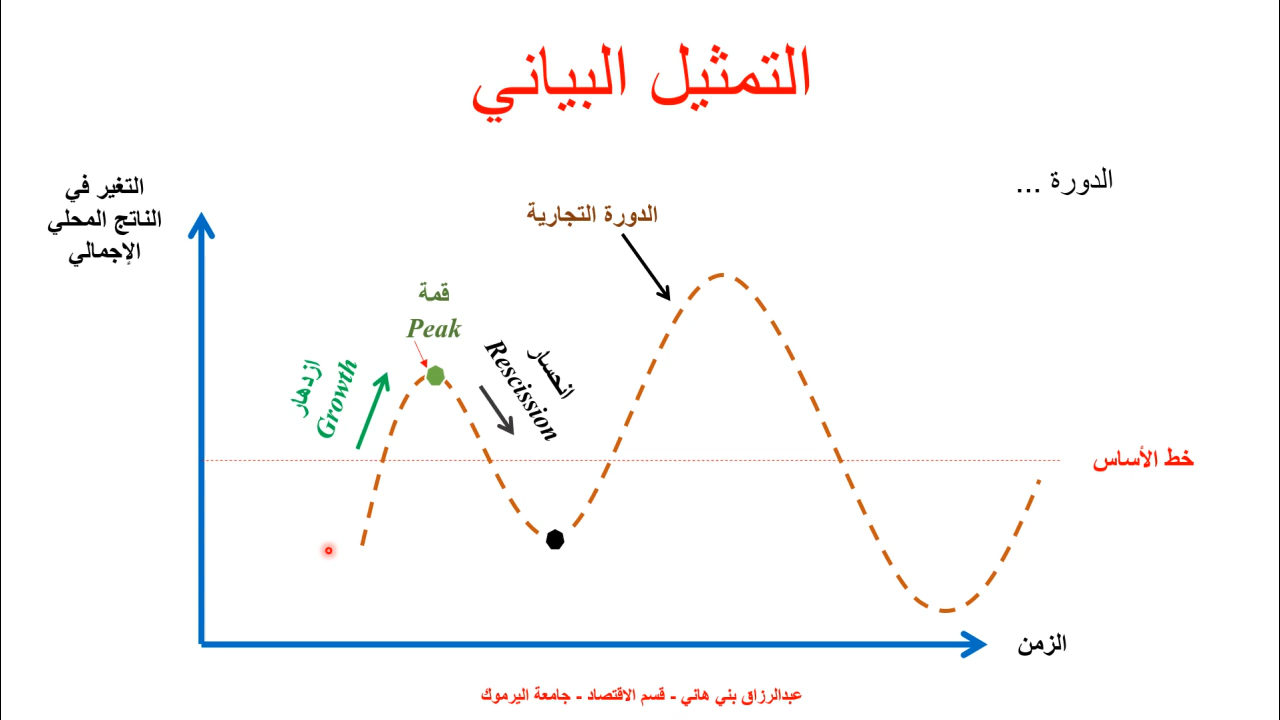 التمثيل البياني
الدورة ...
التغير في
الناتج المحلي
الإجمالي
الدورة التجارية
قمة
Peak
ازدهار
Growth
انحسار
Rescission
خط الأساس
الزمن
عبدالرزاق بني هاني - قسم الاقتصاد - جامعة اليرموك